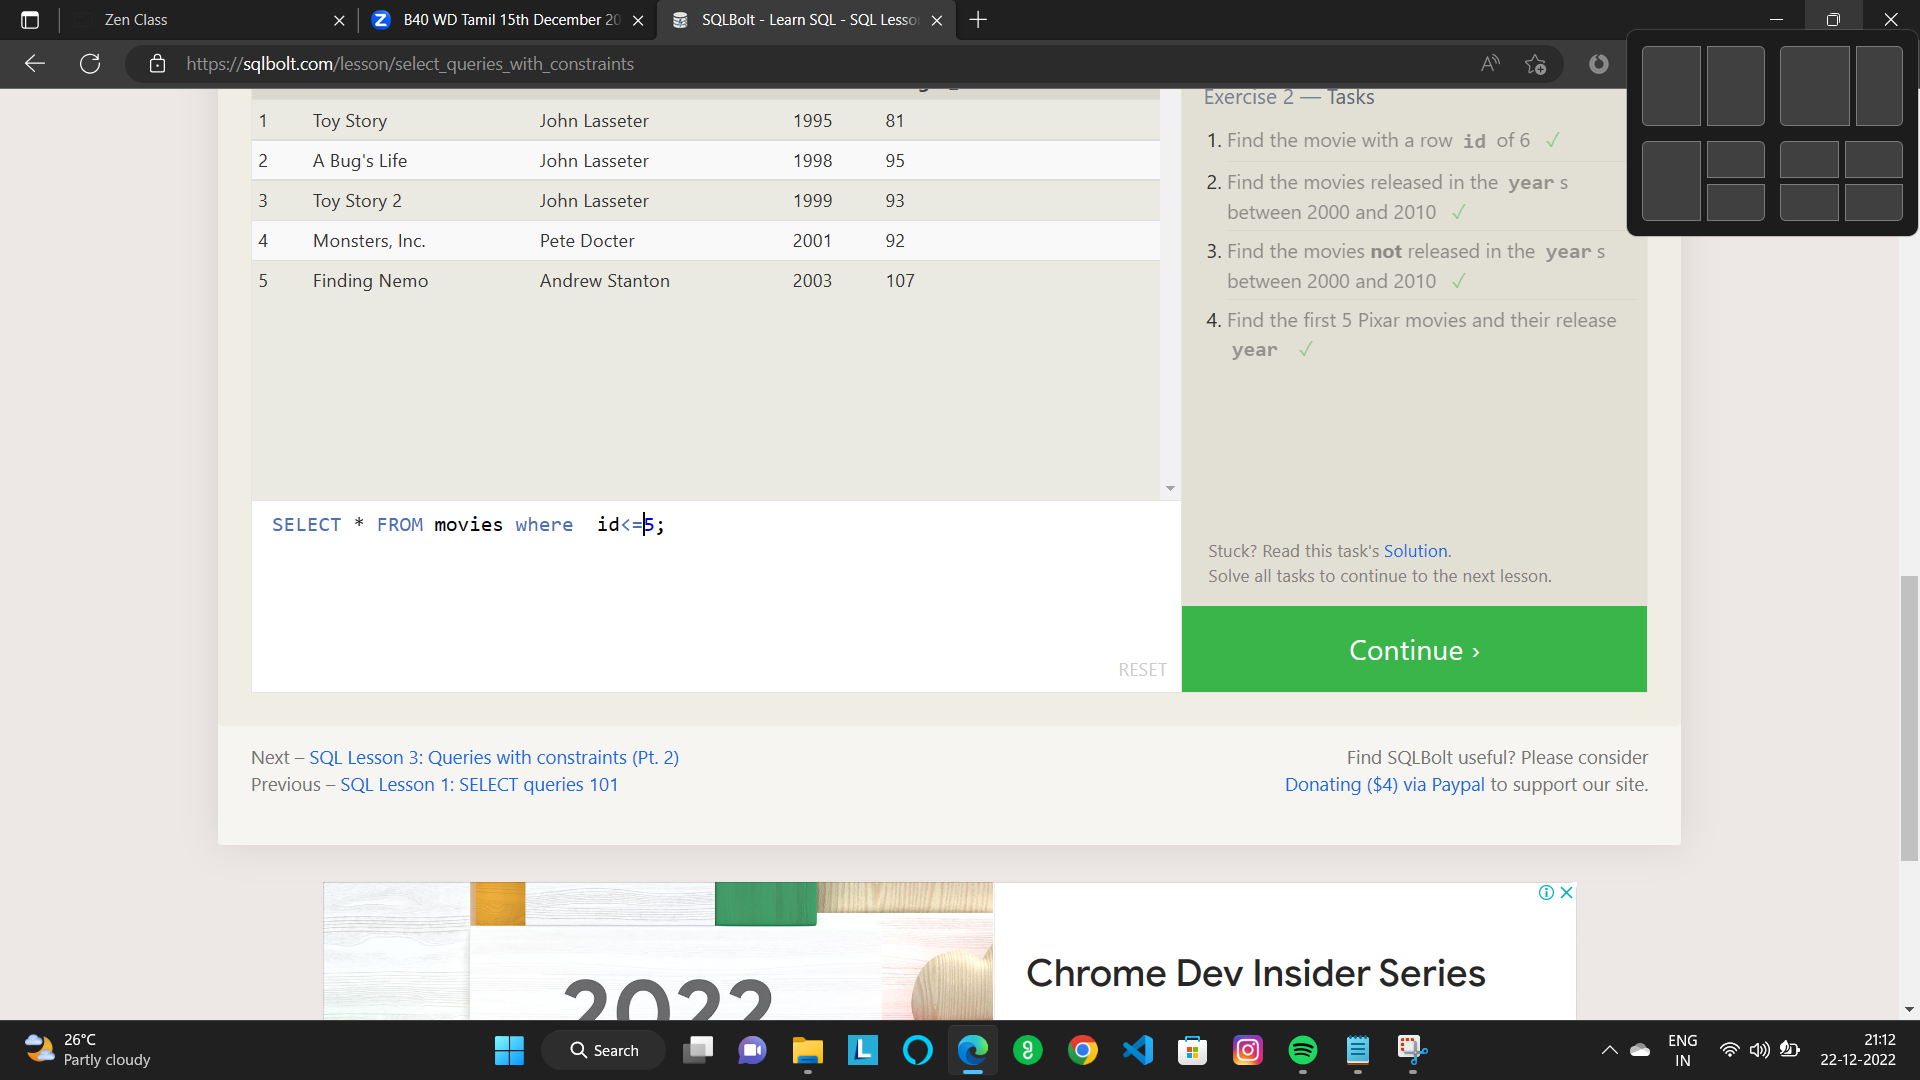 Zen Class
B40 WD Tamil 15th December 20
SQLBolt - Learn SQL - SQL Lesso
https://sqlbolt.com/lesson/select_queries_with_constraints
1 Toy Story John Lasseter 1995 81
2 A Bug's Life John Lasseter 1998 95
3 Toy Story 2 John Lasseter 1999 93
4 Monsters, Inc. Pete Docter 2001 92
5 Finding Nemo Andrew Stanton 2003 107
SELECT * FROM movies where  id<=5;
RESET
Exercise 2 — Tasks
1. Find the movie with a row id of 6 ✓
2. Find the movies released in the year s
between 2000 and 2010 ✓
3. Find the movies not released in the year s
between 2000 and 2010 ✓
4. Find the first 5 Pixar movies and their release
year ✓
Stuck? Read this task's Solution.
Solve all tasks to continue to the next lesson.
Continue ›
Next – SQL Lesson 3: Queries with constraints (Pt. 2)
Previous – SQL Lesson 1: SELECT queries 101
Find SQLBolt useful? Please consider
Donating ($4) via Paypal to support our site.
2022
Chrome Dev Insider Series
26°C
Partly cloudy
Search
ENG
IN
21:12
22-12-2022